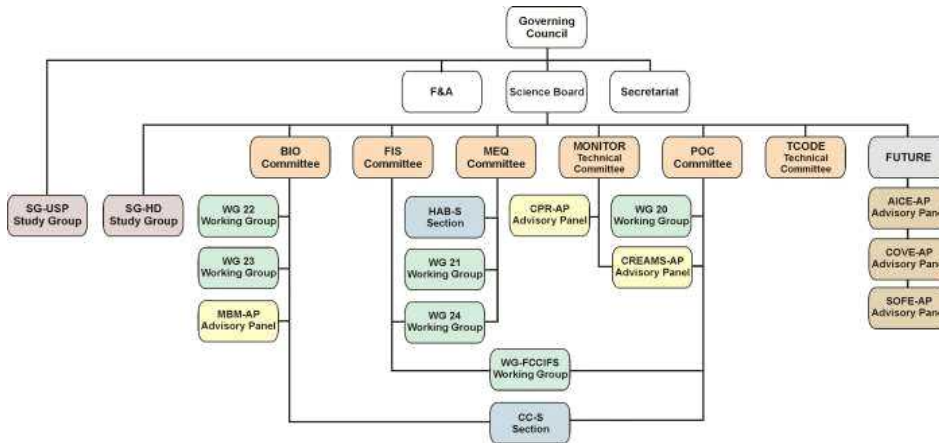 Governing
Council
F&A
Science Board
Secretariat
BIO
Committee
FIS
Committee
MEQ
Committee
MONITOR
Technical
Committee
POC
Committee
TCODE
Technical
Committee
FUTURE
SG-USP
Study Group
SG-HD
Study Group
WG 22
Working Group
HAB-S
Section
CPR-AP
Advisory Panel
WG 20
Working Group
AICE-AP
Advisory Pane
WG 23
Working Group
WG 21
Working Group
CREAMS-AP
Advisory Panel
COVE-AP
Advisory Pane
MBM-AP
Advisory Panel
WG 24
Working Group
SOFE-AP
Advisory Pane
WG-FCCIFS
Working Group
CC-S
Section